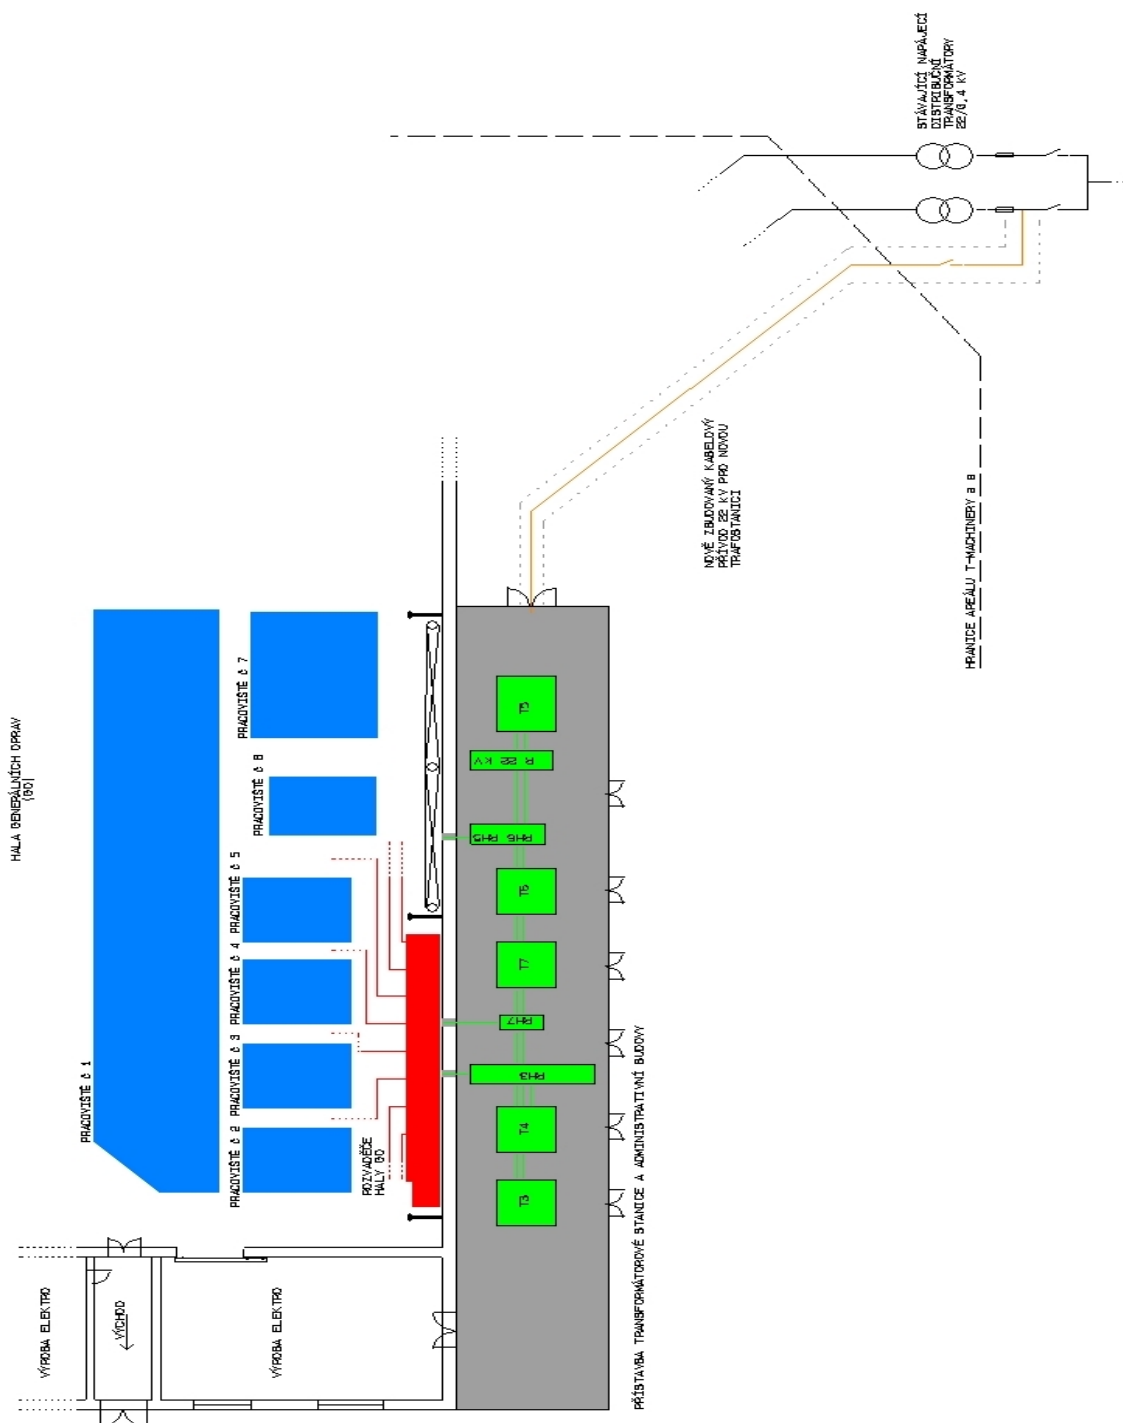 HALA GENERÁLNÍCH OPRAV
(GO)
VÝROBA ELEKTRO
PRACOVIŠTĚ č 1
VÝCHOD
PRACOVIŠTĚ č 2
PRACOVIŠTĚ č 3
PRACOVIŠTĚ č 4
PRACOVIŠTĚ č 5
PRACOVIŠTĚ č 6
PRACOVIŠTĚ č 7
VÝROBA ELEKTRO
ROZVADĚČE
HALY GO
T3
T4
RH3
RH7
T7
T6
RH6 RH5
R 22 KV
T5
PŘÍSTAVBA TRANSFORMÁTOROVÉ STANICE A ADMINISTRATIVNÍ BUDOVY
NOVĚ ZBUDOVANÝ KABELOVÝ
PŘÍVOD 22 KV PRO NOVOU
TRAFOSTANICI
STÁVAJÍCÍ NAPÁJECÍ
DISTRIBUČNÍ
TRANSFORMÁTORY
22/0,4 KV
HRANICE AREÁLU T-MACHINERY a s